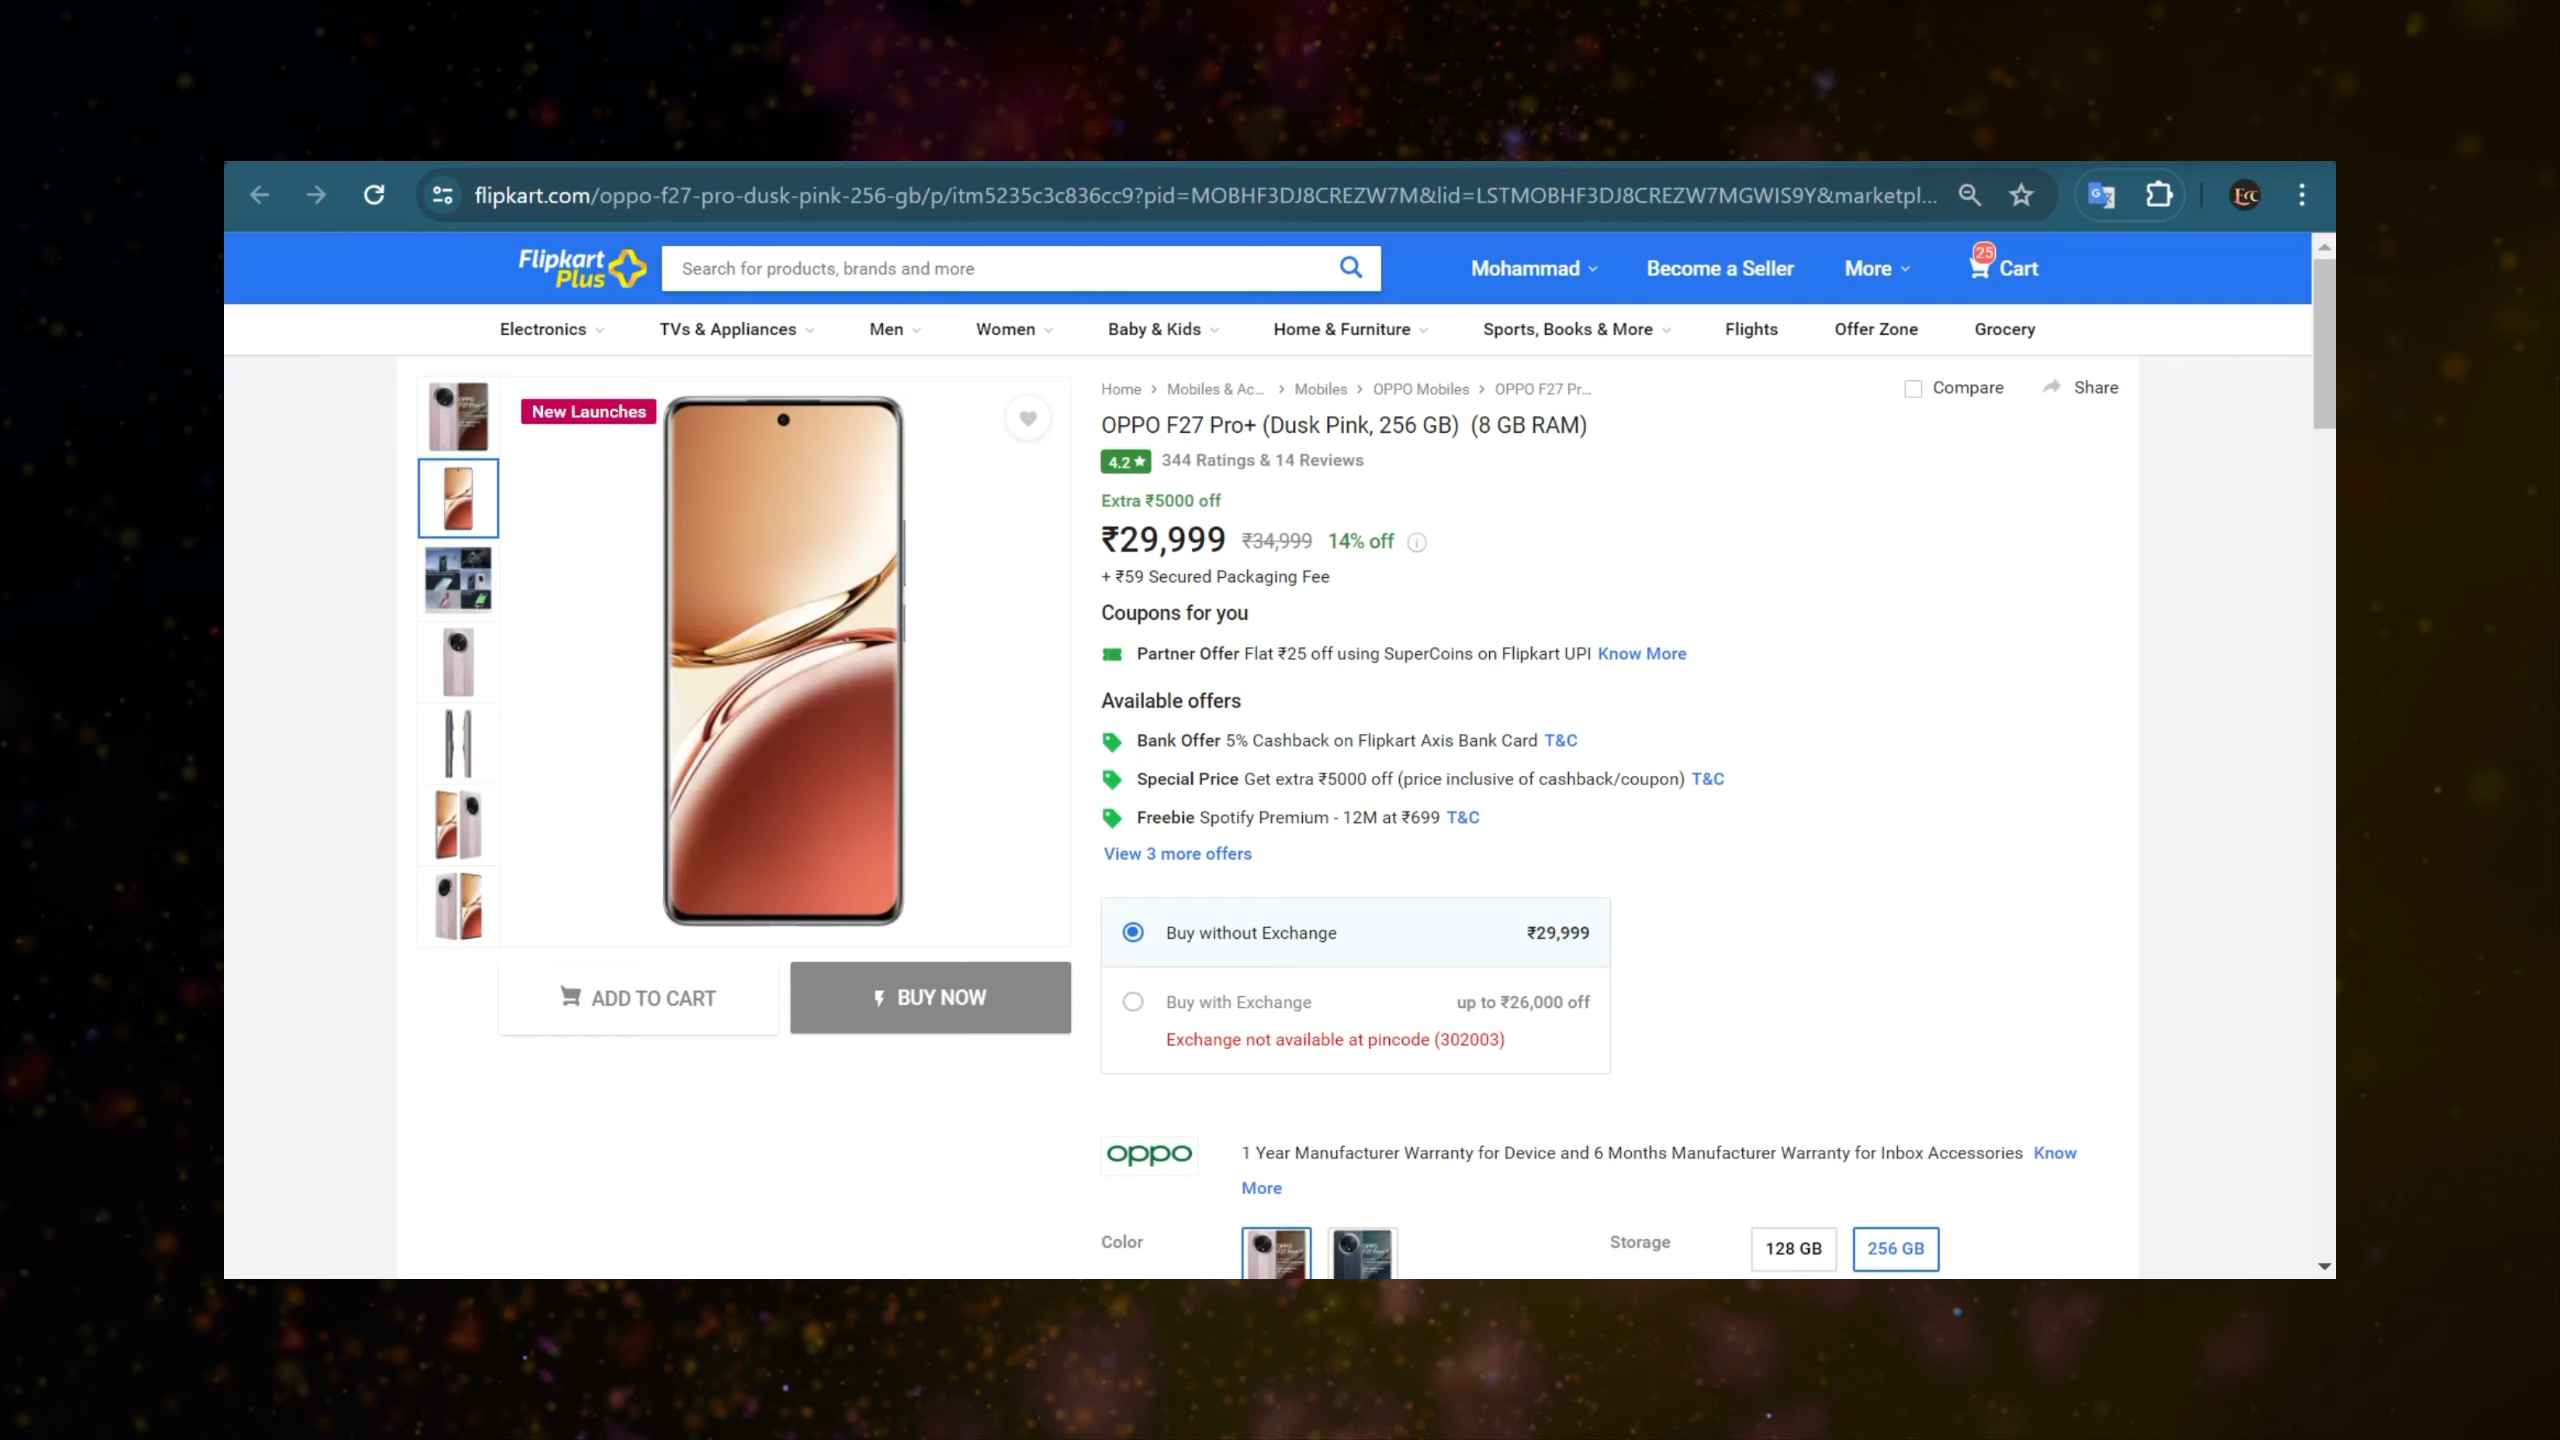 flipkart.com/oppo-f27-pro-dusk-pink-256-gb/p/itm5235c3c836cc9?pid=MOBHF3DJ8CREZW7M&lid=LSTMOBHF3DJ8CREZW7MGWIS9Y&marketpl...
Flipkart Plus
Search for products, brands and more
Mohammad
Become a Seller
More
25
Cart
Electronics
TVs & Appliances
Men
Women
Baby & Kids
Home & Furniture
Sports, Books & More
Flights
Offer Zone
Grocery
New Launches
Home > Mobiles & Ac... > Mobiles > OPPO Mobiles > OPPO F27 Pr...
Compare
Share
OPPO F27 Pro+ (Dusk Pink, 256 GB) (8 GB RAM)
4.2★ 344 Ratings & 14 Reviews
Extra ₹5000 off
₹29,999 ₹34,999 14% off
+ ₹59 Secured Packaging Fee
Coupons for you
Partner Offer Flat ₹25 off using SuperCoins on Flipkart UPI Know More
Available offers
Bank Offer 5% Cashback on Flipkart Axis Bank Card T&C
Special Price Get extra ₹5000 off (price inclusive of cashback/coupon) T&C
Freebie Spotify Premium - 12M at ₹699 T&C
View 3 more offers
Buy without Exchange ₹29,999
Buy with Exchange up to ₹26,000 off
Exchange not available at pincode (302003)
ADD TO CART
BUY NOW
oppo
1 Year Manufacturer Warranty for Device and 6 Months Manufacturer Warranty for Inbox Accessories Know
More
Color
Storage
128 GB
256 GB